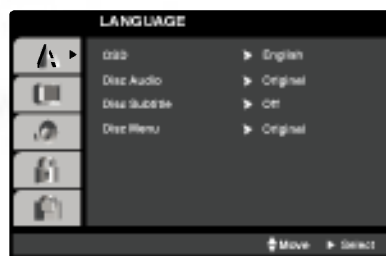 LANGUAGE
OSD English
Disc Audio Original
Disc Subtitle Off
Disc Menu Original
Move Select